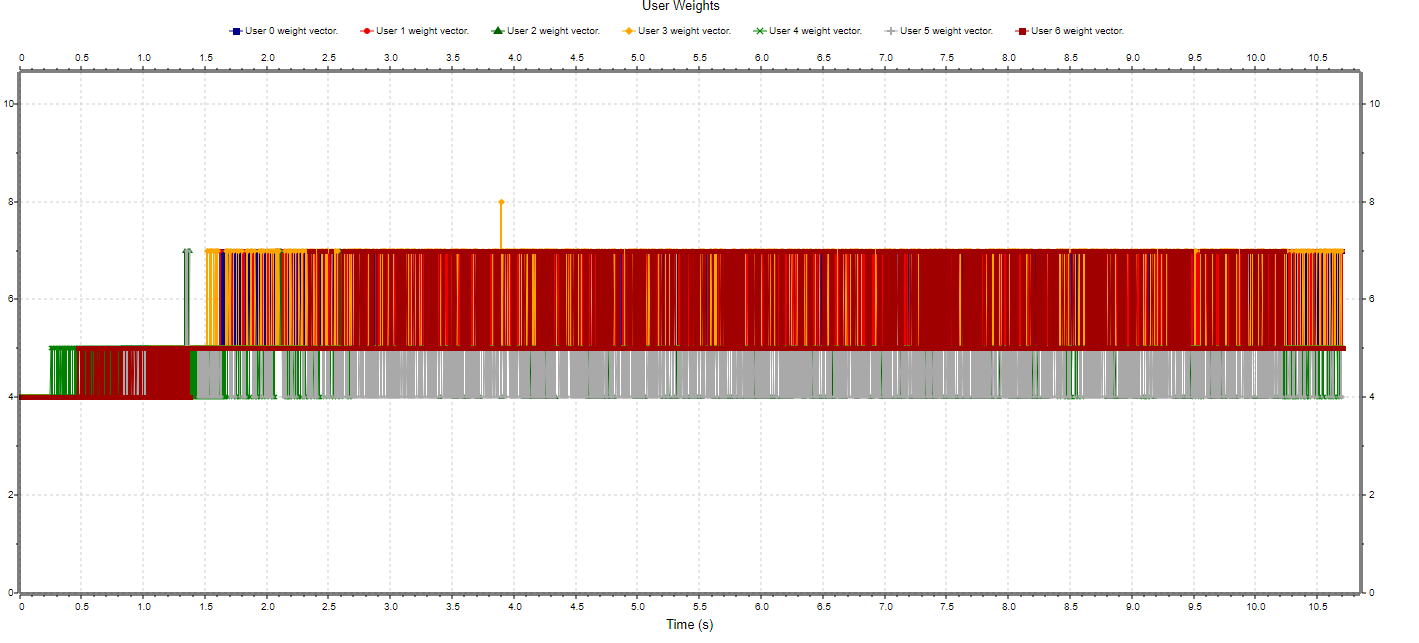 User Weights
User 0 weight vector. User 1 weight vector. User 2 weight vector. User 3 weight vector. User 4 weight vector. User 5 weight vector. User 6 weight vector.
0 0.5 1.0 1.5 2.0 2.5 3.0 3.5 4.0 4.5 5.0 5.5 6.0 6.5 7.0 7.5 8.0 8.5 9.0 9.5 10.0 10.5
10 10
8 8
6 6
4 4
2 2
0 0
0 0.5 1.0 1.5 2.0 2.5 3.0 3.5 4.0 4.5 5.0 5.5 6.0 6.5 7.0 7.5 8.0 8.5 9.0 9.5 10.0 10.5
Time (s)